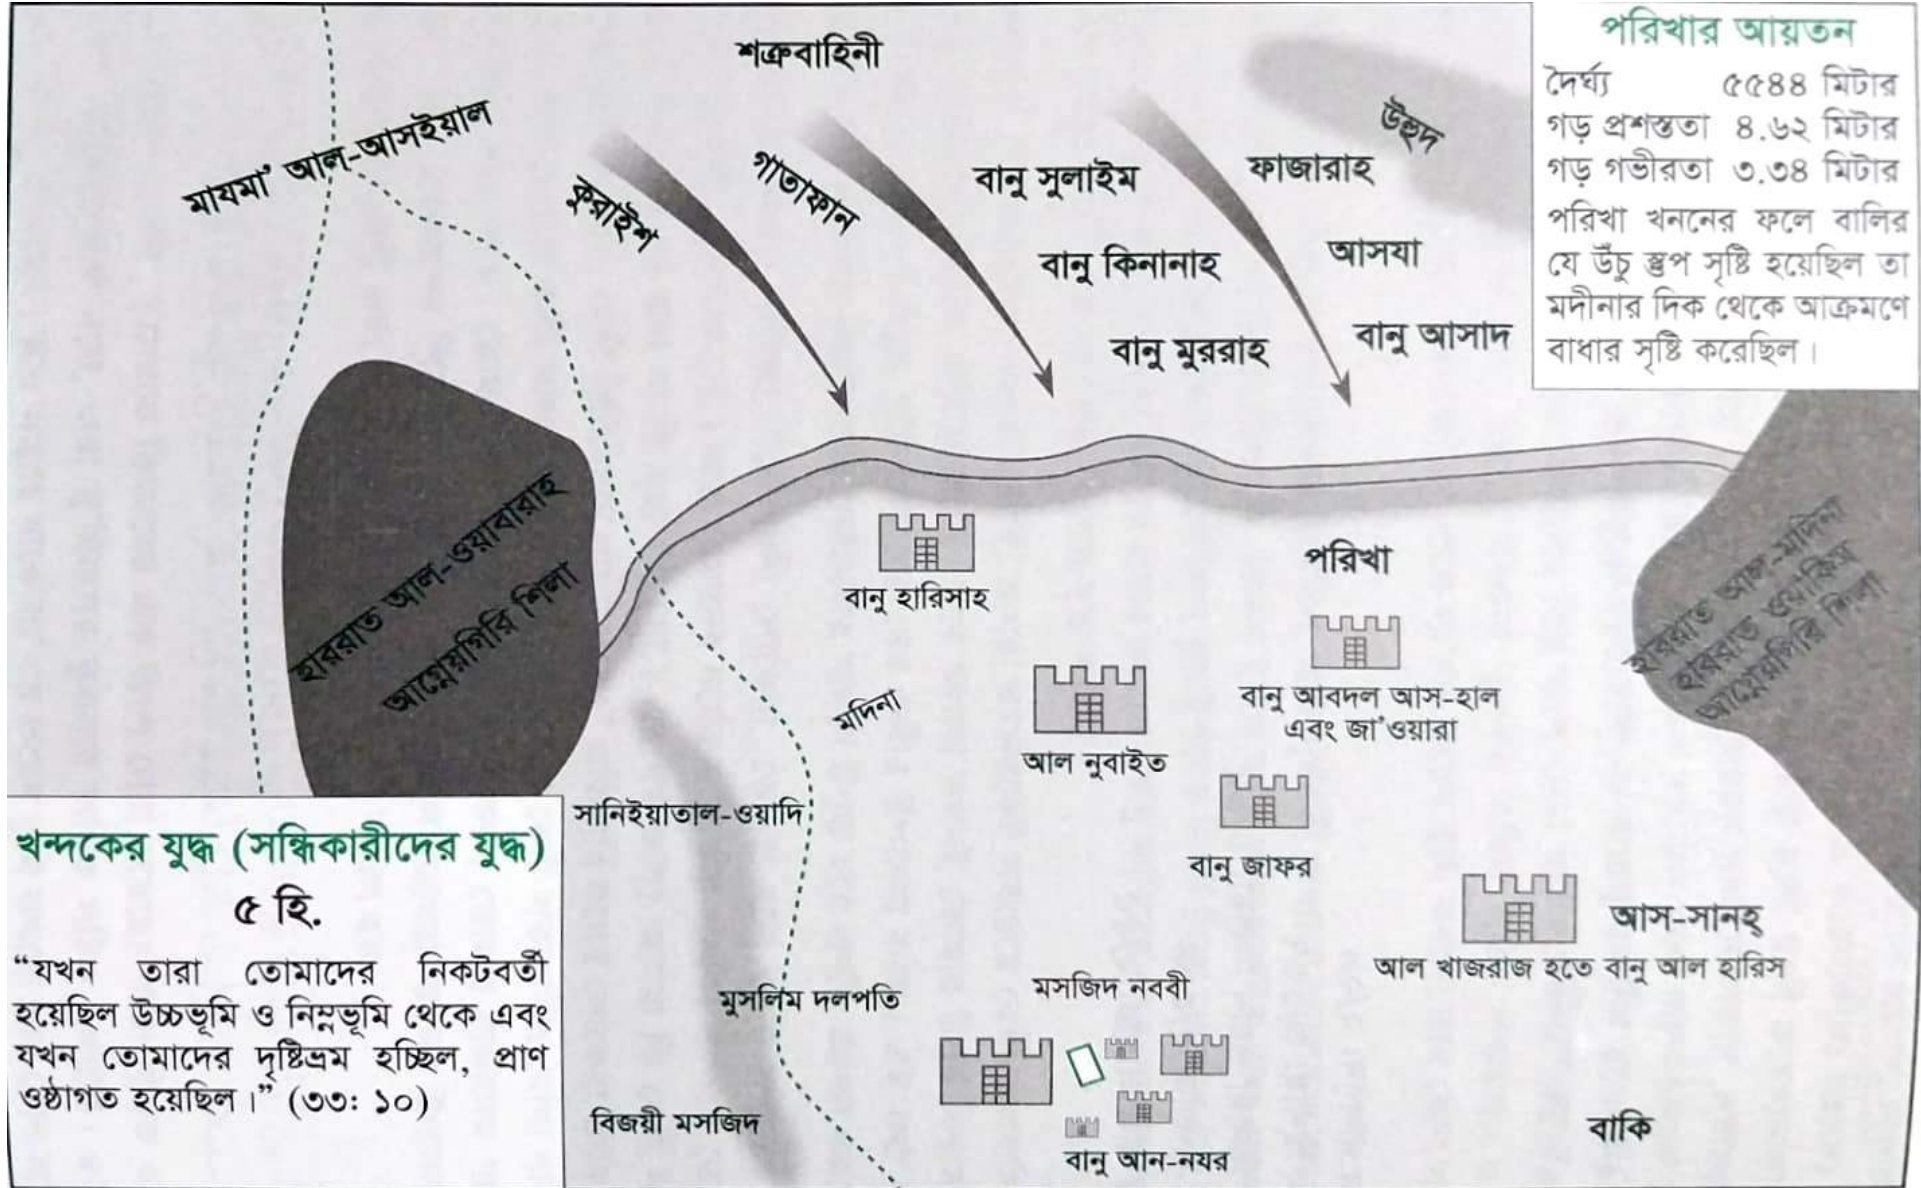 শত্রুবাহিনী
পরিখার আয়তন
দৈর্ঘ্য ৫৫৪৪ মিটার
গড় প্রশস্ততা ৪.৬২ মিটার
গড় গভীরতা ৩.৩৪ মিটার
পরিখা খননের ফলে বালির
যে উঁচু স্তুপ সৃষ্টি হয়েছিল তা
মদীনার দিক থেকে আক্রমণে
বাধার সৃষ্টি করেছিল।
মাযমা' আল-আসইয়াল
কুরাইশ
গাতাফান
বানু সুলাইম
বানু কিনানাহ
বানু মুররাহ
ফাজারাহ
আসযা
বানু আসাদ
উহুদ
হাররাত আল-ওয়াবারাহ
আগ্নেয়গিরি শিলা
হাররাত আল-মদিনা
হাররাত ওয়াকিম
আগ্নেয়গিরি শিলা
বানু হারিসাহ
পরিখা
বানু আবদল আস-হাল
এবং জা'ওয়ারা
মদিনা
আল নুবাইত
সানিইয়াতাল-ওয়াদি
বানু জাফর
আস-সানহ্
আল খাজরাজ হতে বানু আল হারিস
মুসলিম দলপতি
মসজিদ নববী
বিজয়ী মসজিদ
বানু আন-নযর
বাকি
খন্দকের যুদ্ধ (সন্ধিকারীদের যুদ্ধ)
৫ হি.
“যখন তারা তোমাদের নিকটবর্তী
হয়েছিল উচ্চভূমি ও নিম্নভূমি থেকে এবং
যখন তোমাদের দৃষ্টিভ্রম হচ্ছিল, প্রাণ
ওষ্ঠাগত হয়েছিল।” (৩৩: ১০)